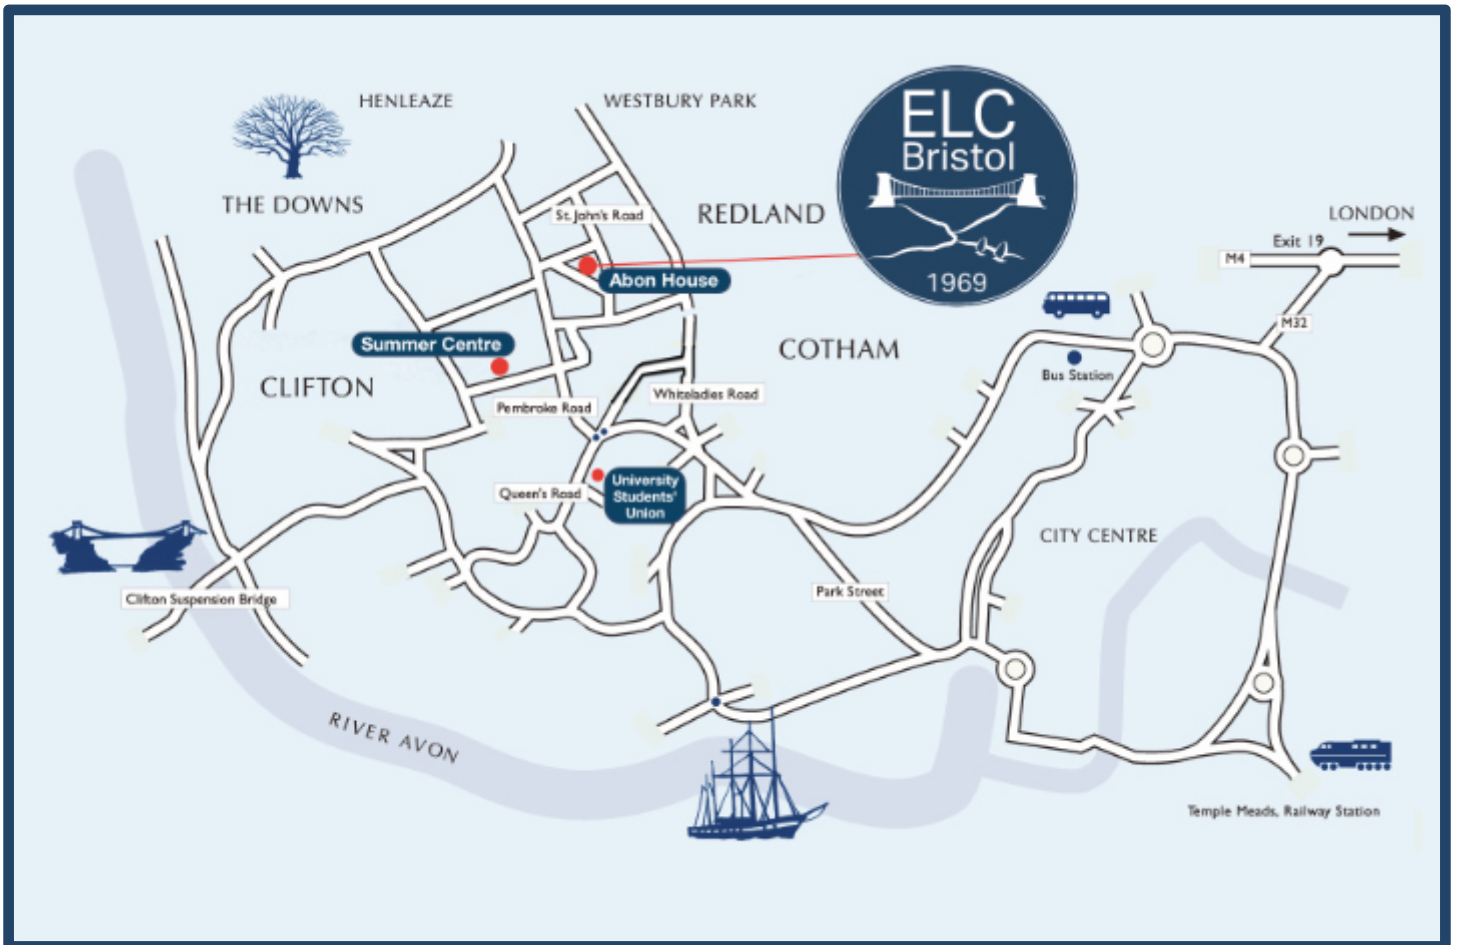 HENLEAZE
WESTBURY PARK
ELC
Bristol
1969
THE DOWNS
St. John's Road
REDLAND
LONDON
Exit 19
M4
Abon House
M32
Summer Centre
COTHAM
Bus Station
CLIFTON
Whiteladies Road
Pembroke Road
University
Students'
Union
Queen's Road
CITY CENTRE
Clifton Suspension Bridge
Park Street
RIVER AVON
Temple Meads, Railway Station